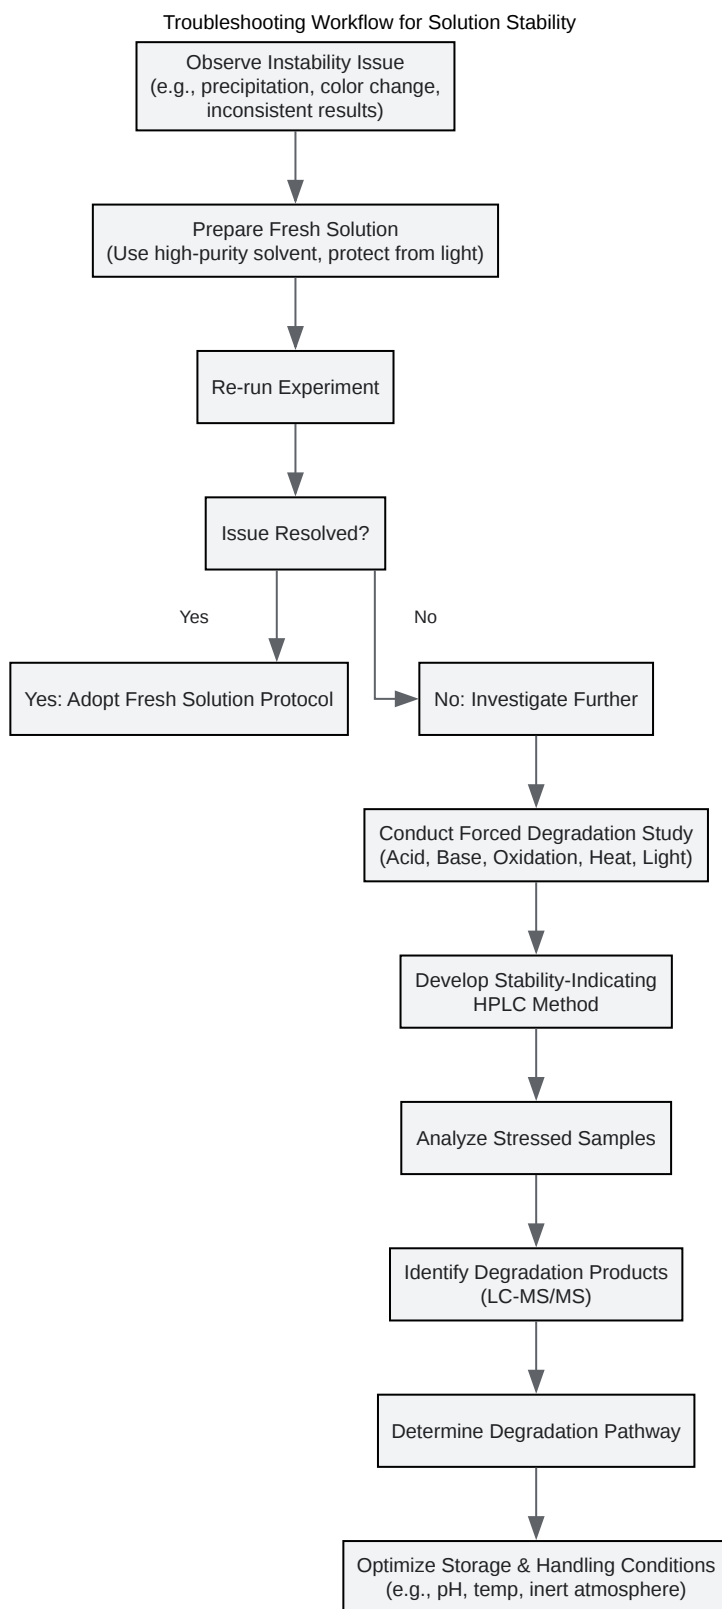 Troubleshooting Workflow for Solution Stability
Observe Instability Issue
(e.g., precipitation, color change,
inconsistent results)
Prepare Fresh Solution
(Use high-purity solvent, protect from light)
Re-run Experiment
Issue Resolved?
Yes
No
Yes: Adopt Fresh Solution Protocol
No: Investigate Further
Conduct Forced Degradation Study
(Acid, Base, Oxidation, Heat, Light)
Develop Stability-Indicating
HPLC Method
Analyze Stressed Samples
Identify Degradation Products
(LC-MS/MS)
Determine Degradation Pathway
Optimize Storage & Handling Conditions
(e.g., pH, temp, inert atmosphere)